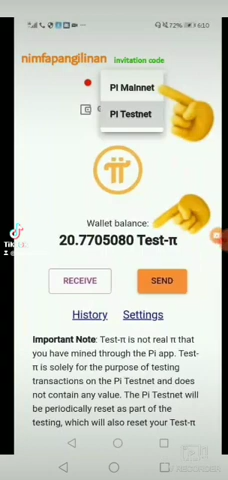 72%
6:10
nimfapangilinan
invitation code
Pi Mainnet
Pi Testnet
Wallet balance:
20.7705080 Test-π
RECEIVE
SEND
History
Settings
Important Note: Test-π is not real π that
you have mined through the Pi app. Test-
π is solely for the purpose of testing
transactions on the Pi Testnet and does
not contain any value. The Pi Testnet will
be periodically reset as part of the
testing, which will also reset your Test-π